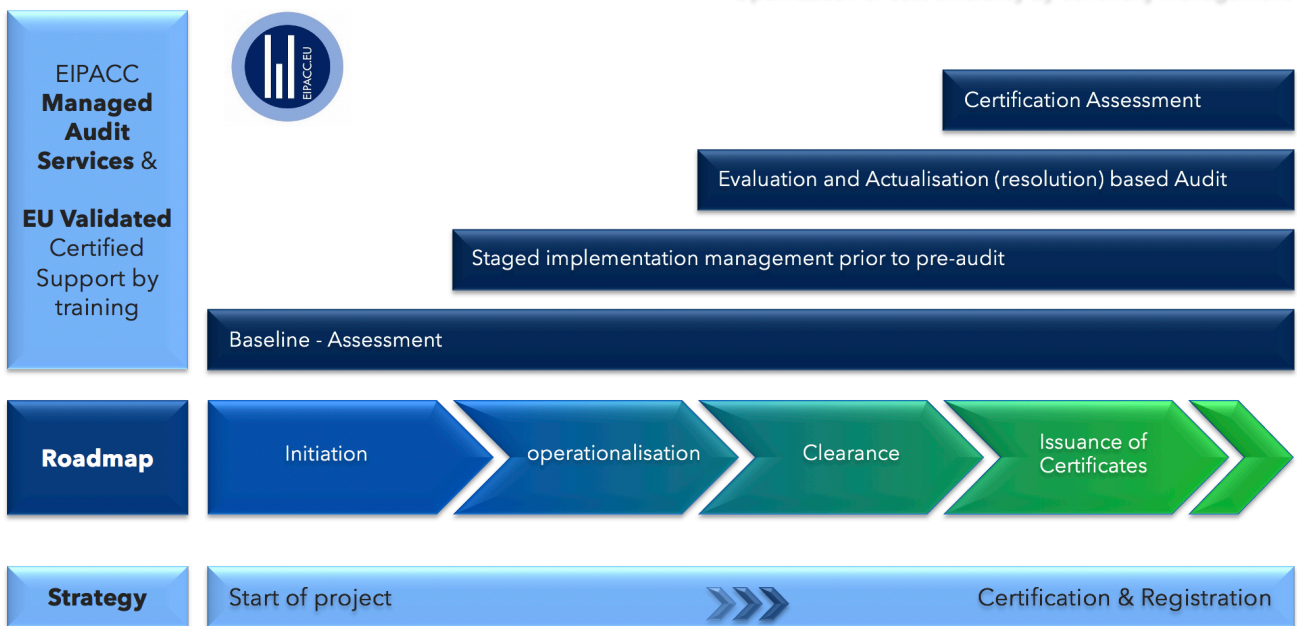 EIPACC
Managed
Audit
Services &
EU Validated
Certified
Support by
training
EIPACC.EU
Certification Assessment
Evaluation and Actualisation (resolution) based Audit
Staged implementation management prior to pre-audit
Baseline - Assessment
Roadmap
Initiation
operationalisation
Clearance
Issuance of
Certificates
Strategy
Start of project
Certification & Registration